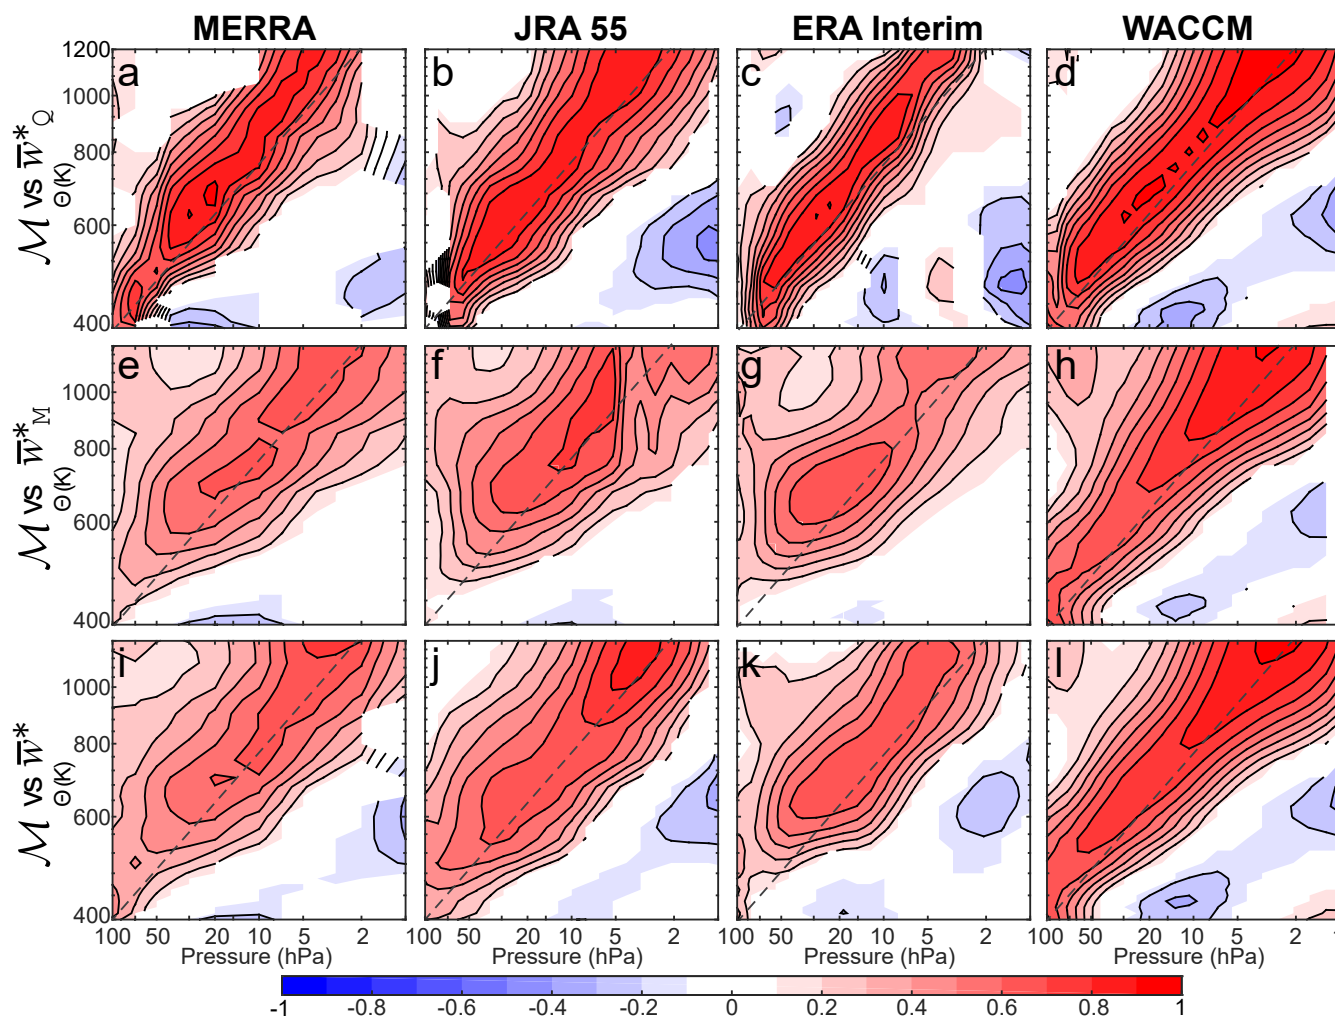 MERRA JRA 55 ERA Interim WACCM
ℳ vs w̅*Q
Θ (K)
1200
1000
800
600
400
a b c d
ℳ vs w̅*M
Θ (K)
1000
800
600
400
e f g h
ℳ vs w̅*
Θ (K)
1000
800
600
400
i j k l
100 50 20 10 5 2 100 50 20 10 5 2 100 50 20 10 5 2 100 50 20 10 5 2
Pressure (hPa) Pressure (hPa) Pressure (hPa) Pressure (hPa)
-1 -0.8 -0.6 -0.4 -0.2 0 0.2 0.4 0.6 0.8 1